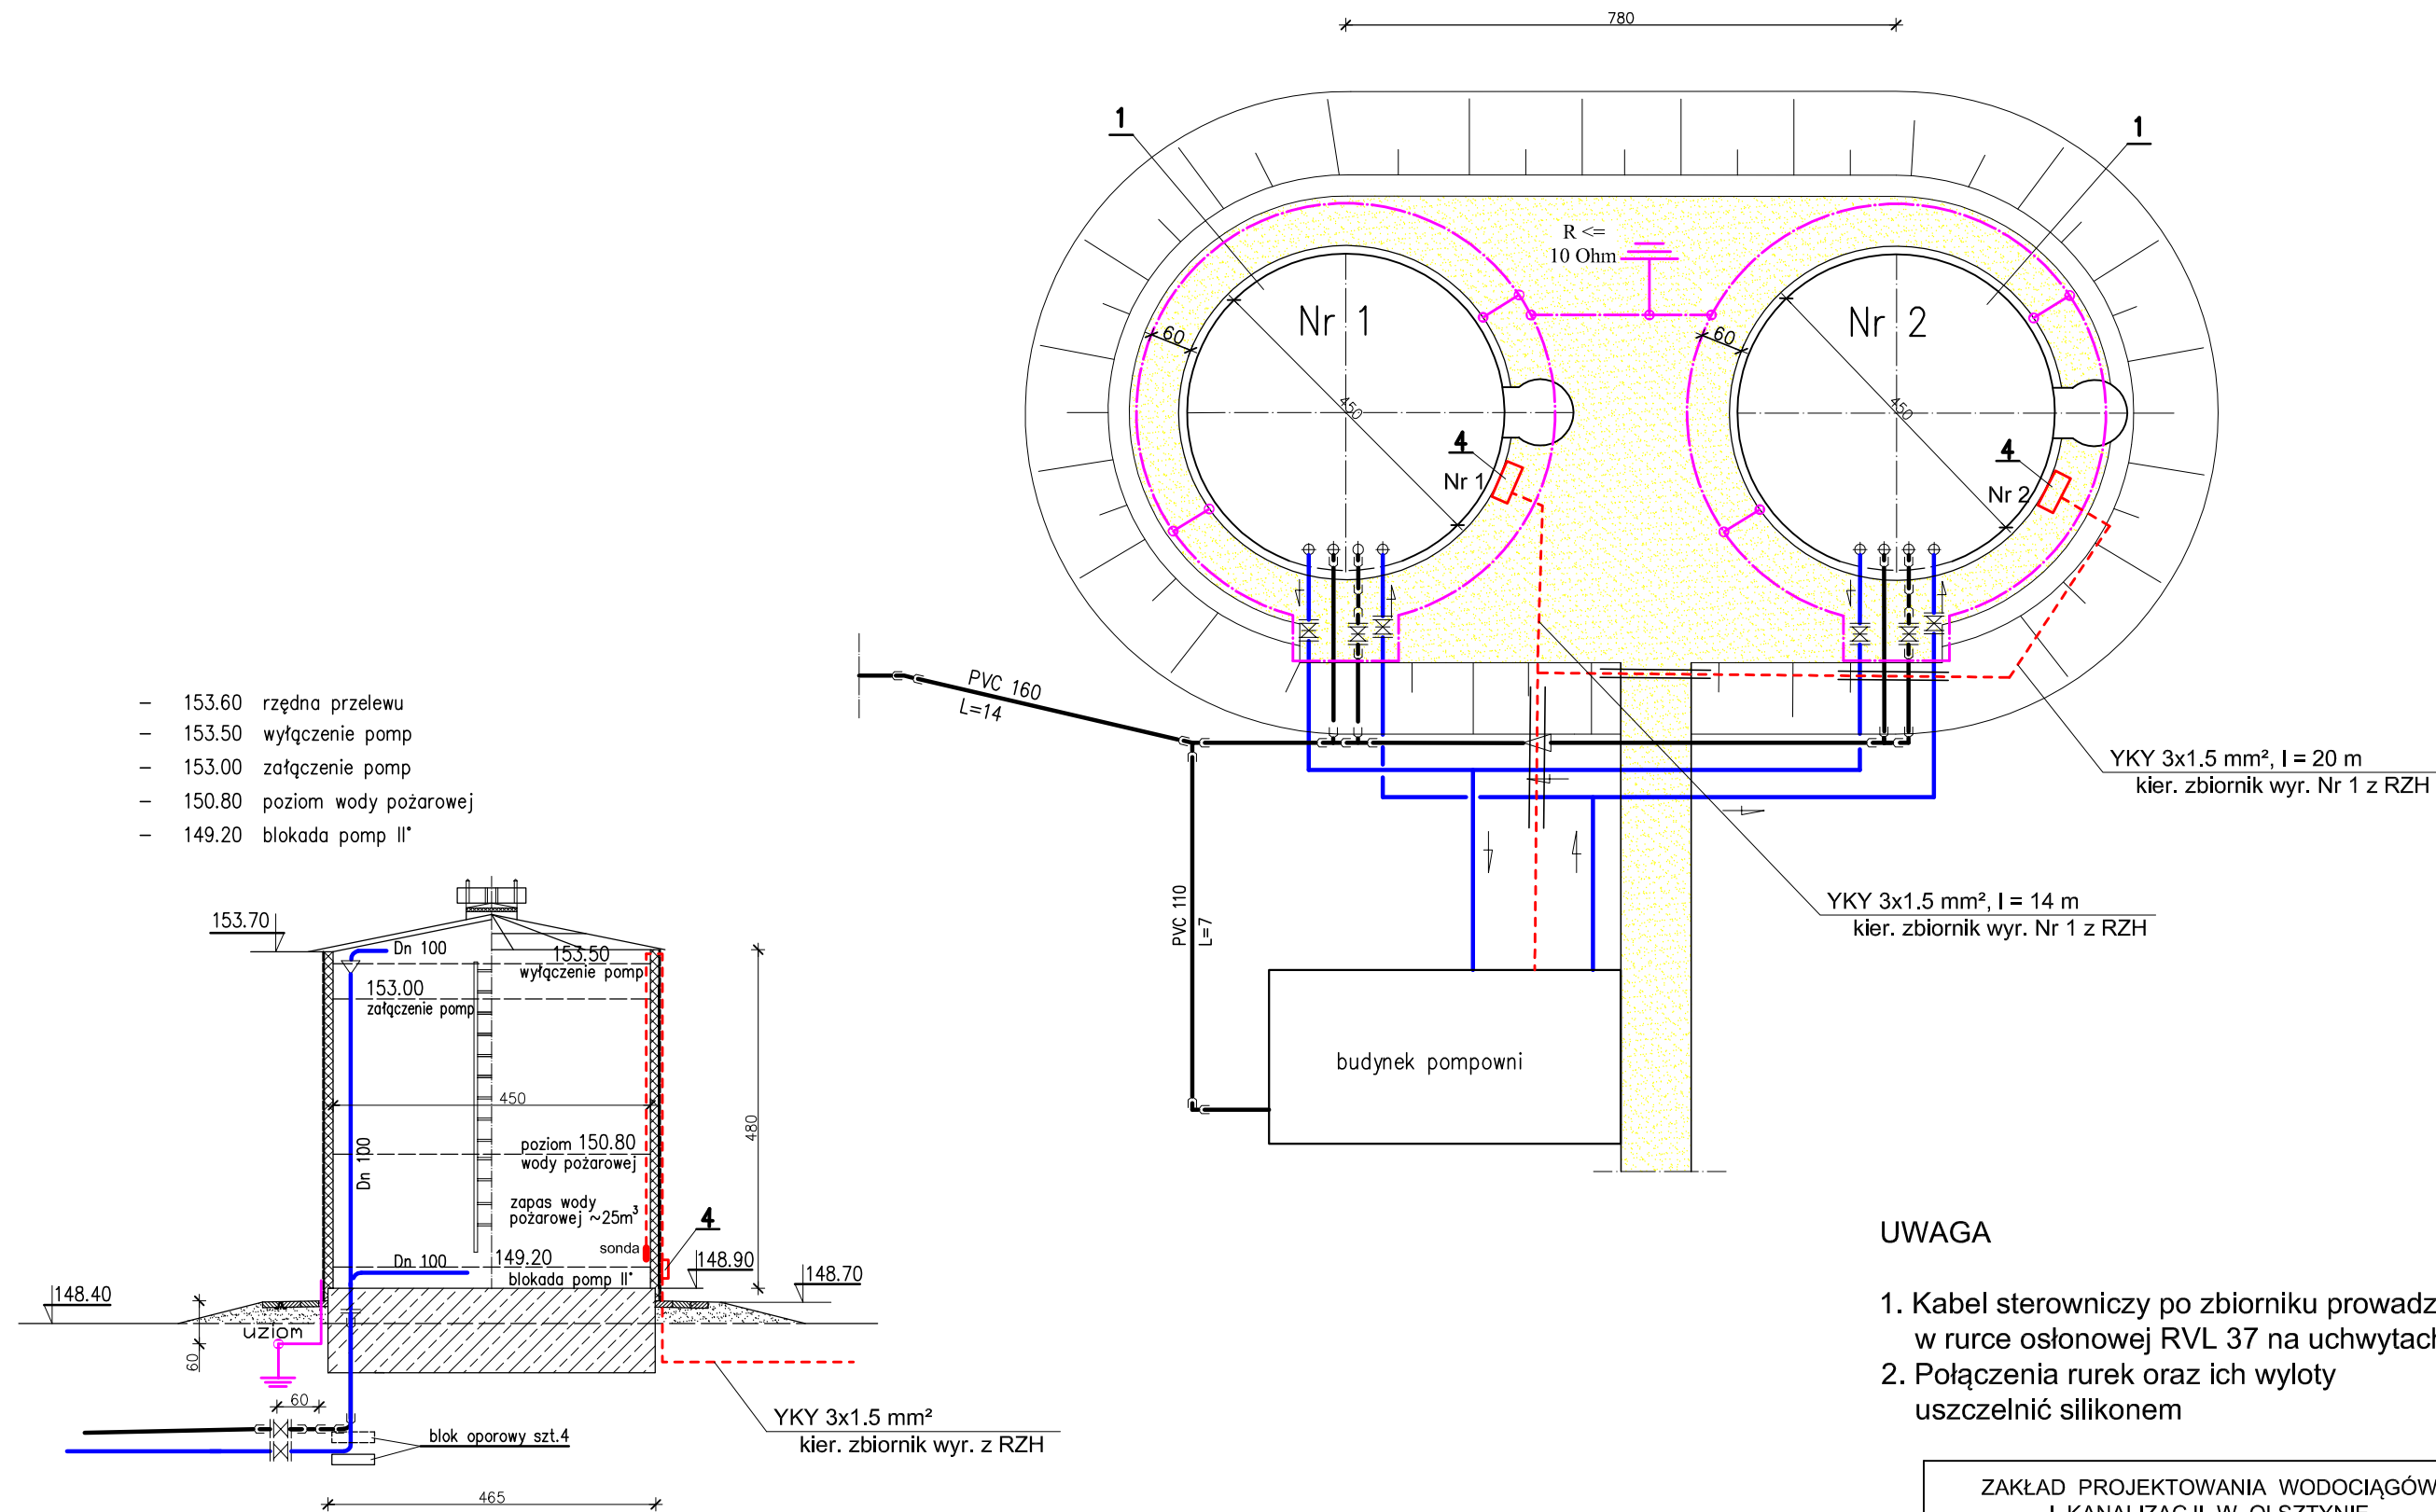 780
1
1
R <=
10 Ohm
Nr 1
Nr 2
60
60
450
450
4
Nr 1
4
Nr 2
PVC 160
L=14
– 153.60 rzędna przelewu
– 153.50 wyłączenie pomp
– 153.00 załączenie pomp
– 150.80 poziom wody pożarowej
– 149.20 blokada pomp II°
YKY 3x1.5 mm², l = 20 m
kier. zbiornik wyr. Nr 1 z RZH
YKY 3x1.5 mm², l = 14 m
kier. zbiornik wyr. Nr 1 z RZH
PVC 110
L=7
budynek pompowni
153.70
Dn 100
153.50
wyłączenie pomp
153.00
załączenie pomp
450
480
Dn 100
poziom 150.80
wody pożarowej
zapas wody
pożarowej ~25m³
sonda
4
Dn 100
149.20
blokada pomp II°
148.90
148.70
148.40
uziom
60
60
blok oporowy szt.4
YKY 3x1.5 mm²
kier. zbiornik wyr. z RZH
465
UWAGA
1. Kabel sterowniczy po zbiorniku prowadz
w rurce osłonowej RVL 37 na uchwytach
2. Połączenia rurek oraz ich wyloty
uszczelnić silikonem
ZAKŁAD PROJEKTOWANIA WODOCIĄGÓW
I KANALIZACJI W OLSZTYNIE